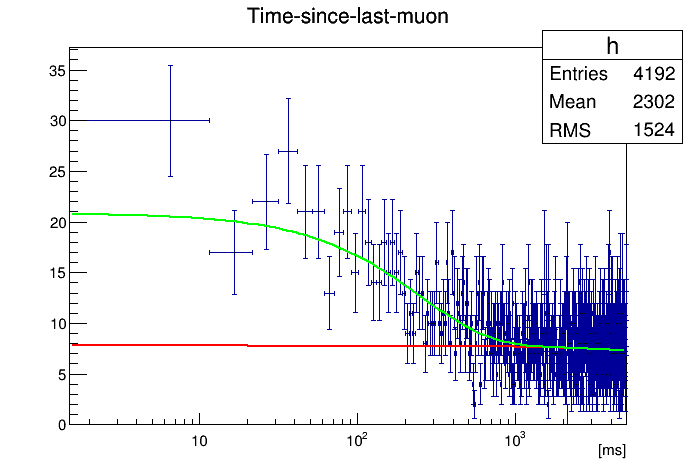 Time-since-last-muon
h
Entries 4192
Mean 2302
RMS 1524
35
30
25
20
15
10
5
0
10
10²
10³
[ms]